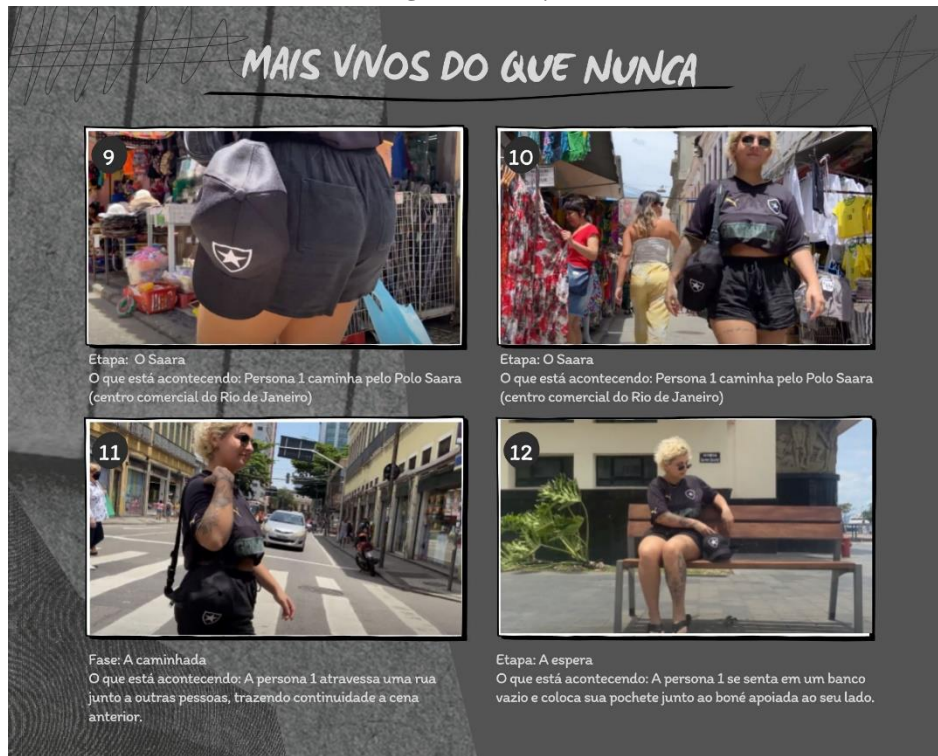 MAIS VIVOS DO QUE NUNCA
9
10
Etapa: O Saara
O que está acontecendo: Persona 1 caminha pelo Polo Saara
(centro comercial do Rio de Janeiro)
Etapa: O Saara
O que está acontecendo: Persona 1 caminha pelo Polo Saara
(centro comercial do Rio de Janeiro)
11
12
Fase: A caminhada
O que está acontecendo: A persona 1 atravessa uma rua
junto a outras pessoas, trazendo continuidade a cena
anterior.
Etapa: A espera
O que está acontecendo: A persona 1 se senta em um banco
vazio e coloca sua pochete junto ao boné apoiada ao seu lado.